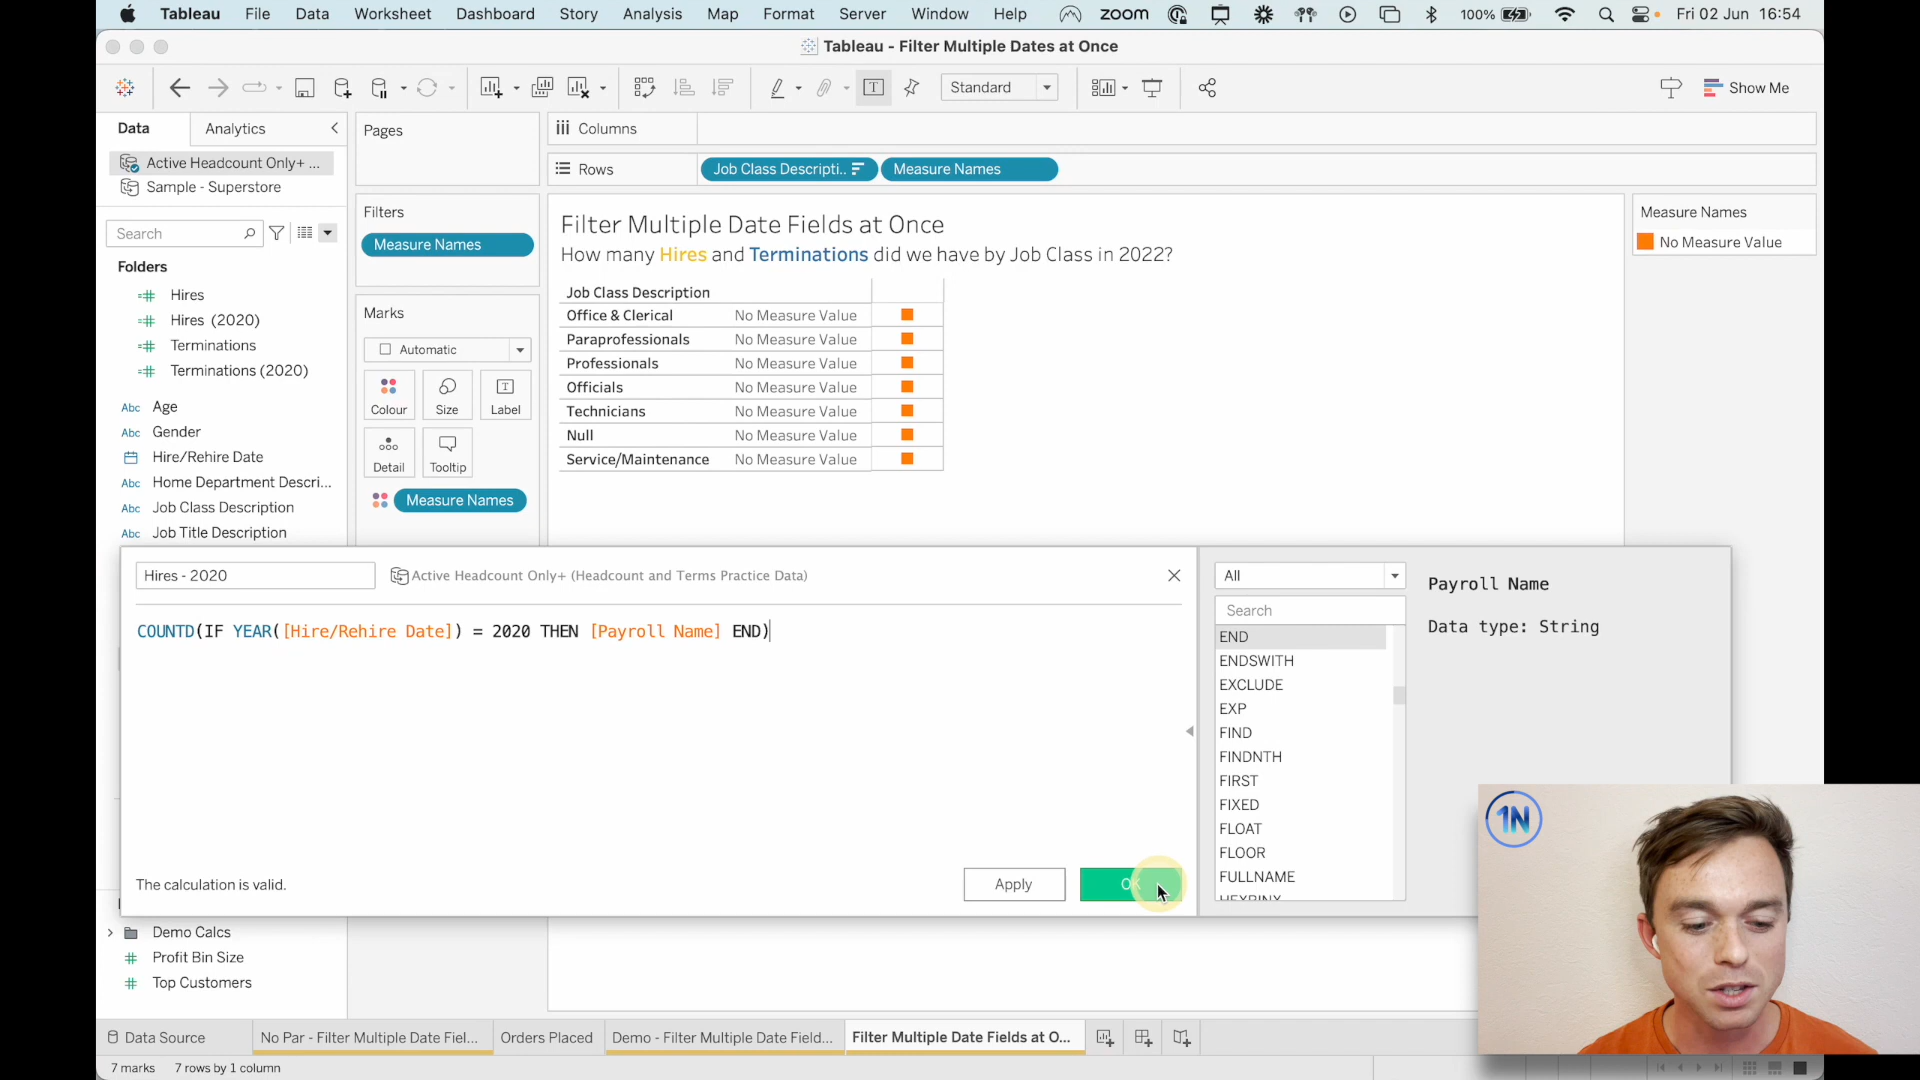 Tableau File Data Worksheet Dashboard Story Analysis Map Format Server Window Help zoom 100% Fri 02 Jun 16:54
Tableau - Filter Multiple Dates at Once
Standard Show Me
Data Analytics
Active Headcount Only+ ...
Sample - Superstore
Search
Folders
Hires
Hires (2020)
Terminations
Terminations (2020)
Abc Age
Abc Gender
Hire/Rehire Date
Abc Home Department Descri...
Abc Job Class Description
Abc Job Title Description
Pages
Filters
Measure Names
Marks
Automatic
Colour Size Label
Detail Tooltip
Measure Names
Columns
Rows Job Class Descripti.. Measure Names
Filter Multiple Date Fields at Once
How many Hires and Terminations did we have by Job Class in 2022?
Job Class Description
Office & Clerical No Measure Value
Paraprofessionals No Measure Value
Professionals No Measure Value
Officials No Measure Value
Technicians No Measure Value
Null No Measure Value
Service/Maintenance No Measure Value
Measure Names
No Measure Value
Hires - 2020 Active Headcount Only+ (Headcount and Terms Practice Data)
COUNTD(IF YEAR([Hire/Rehire Date]) = 2020 THEN [Payroll Name] END)
The calculation is valid. Apply OK
All
Search
END
ENDSWITH
EXCLUDE
EXP
FIND
FINDNTH
FIRST
FIXED
FLOAT
FLOOR
FULLNAME
HEXBINX
Payroll Name
Data type: String
1N
Demo Calcs
Profit Bin Size
Top Customers
Data Source No Par - Filter Multiple Date Fiel... Orders Placed Demo - Filter Multiple Date Field... Filter Multiple Date Fields at O...
7 marks 7 rows by 1 column